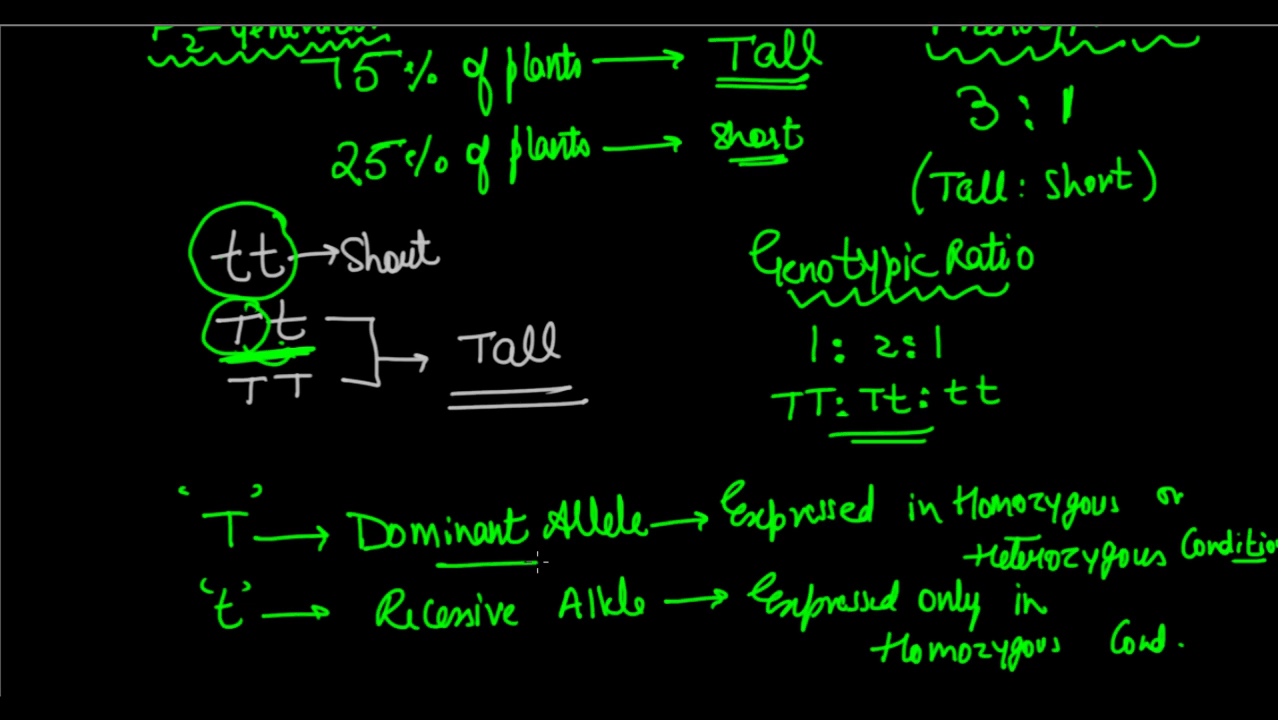 F2-generation
75% of plants → Tall
25% of plants → Short
3 : 1
(Tall : Short)
tt → Short
Tt
TT
Tall
Genotypic Ratio
1 : 2 : 1
TT : Tt : tt
'T' → Dominant Allele → Expressed in Homozygous or
Heterozygous Condition
't' → Recessive Allele → Expressed only in
Homozygous Cond.